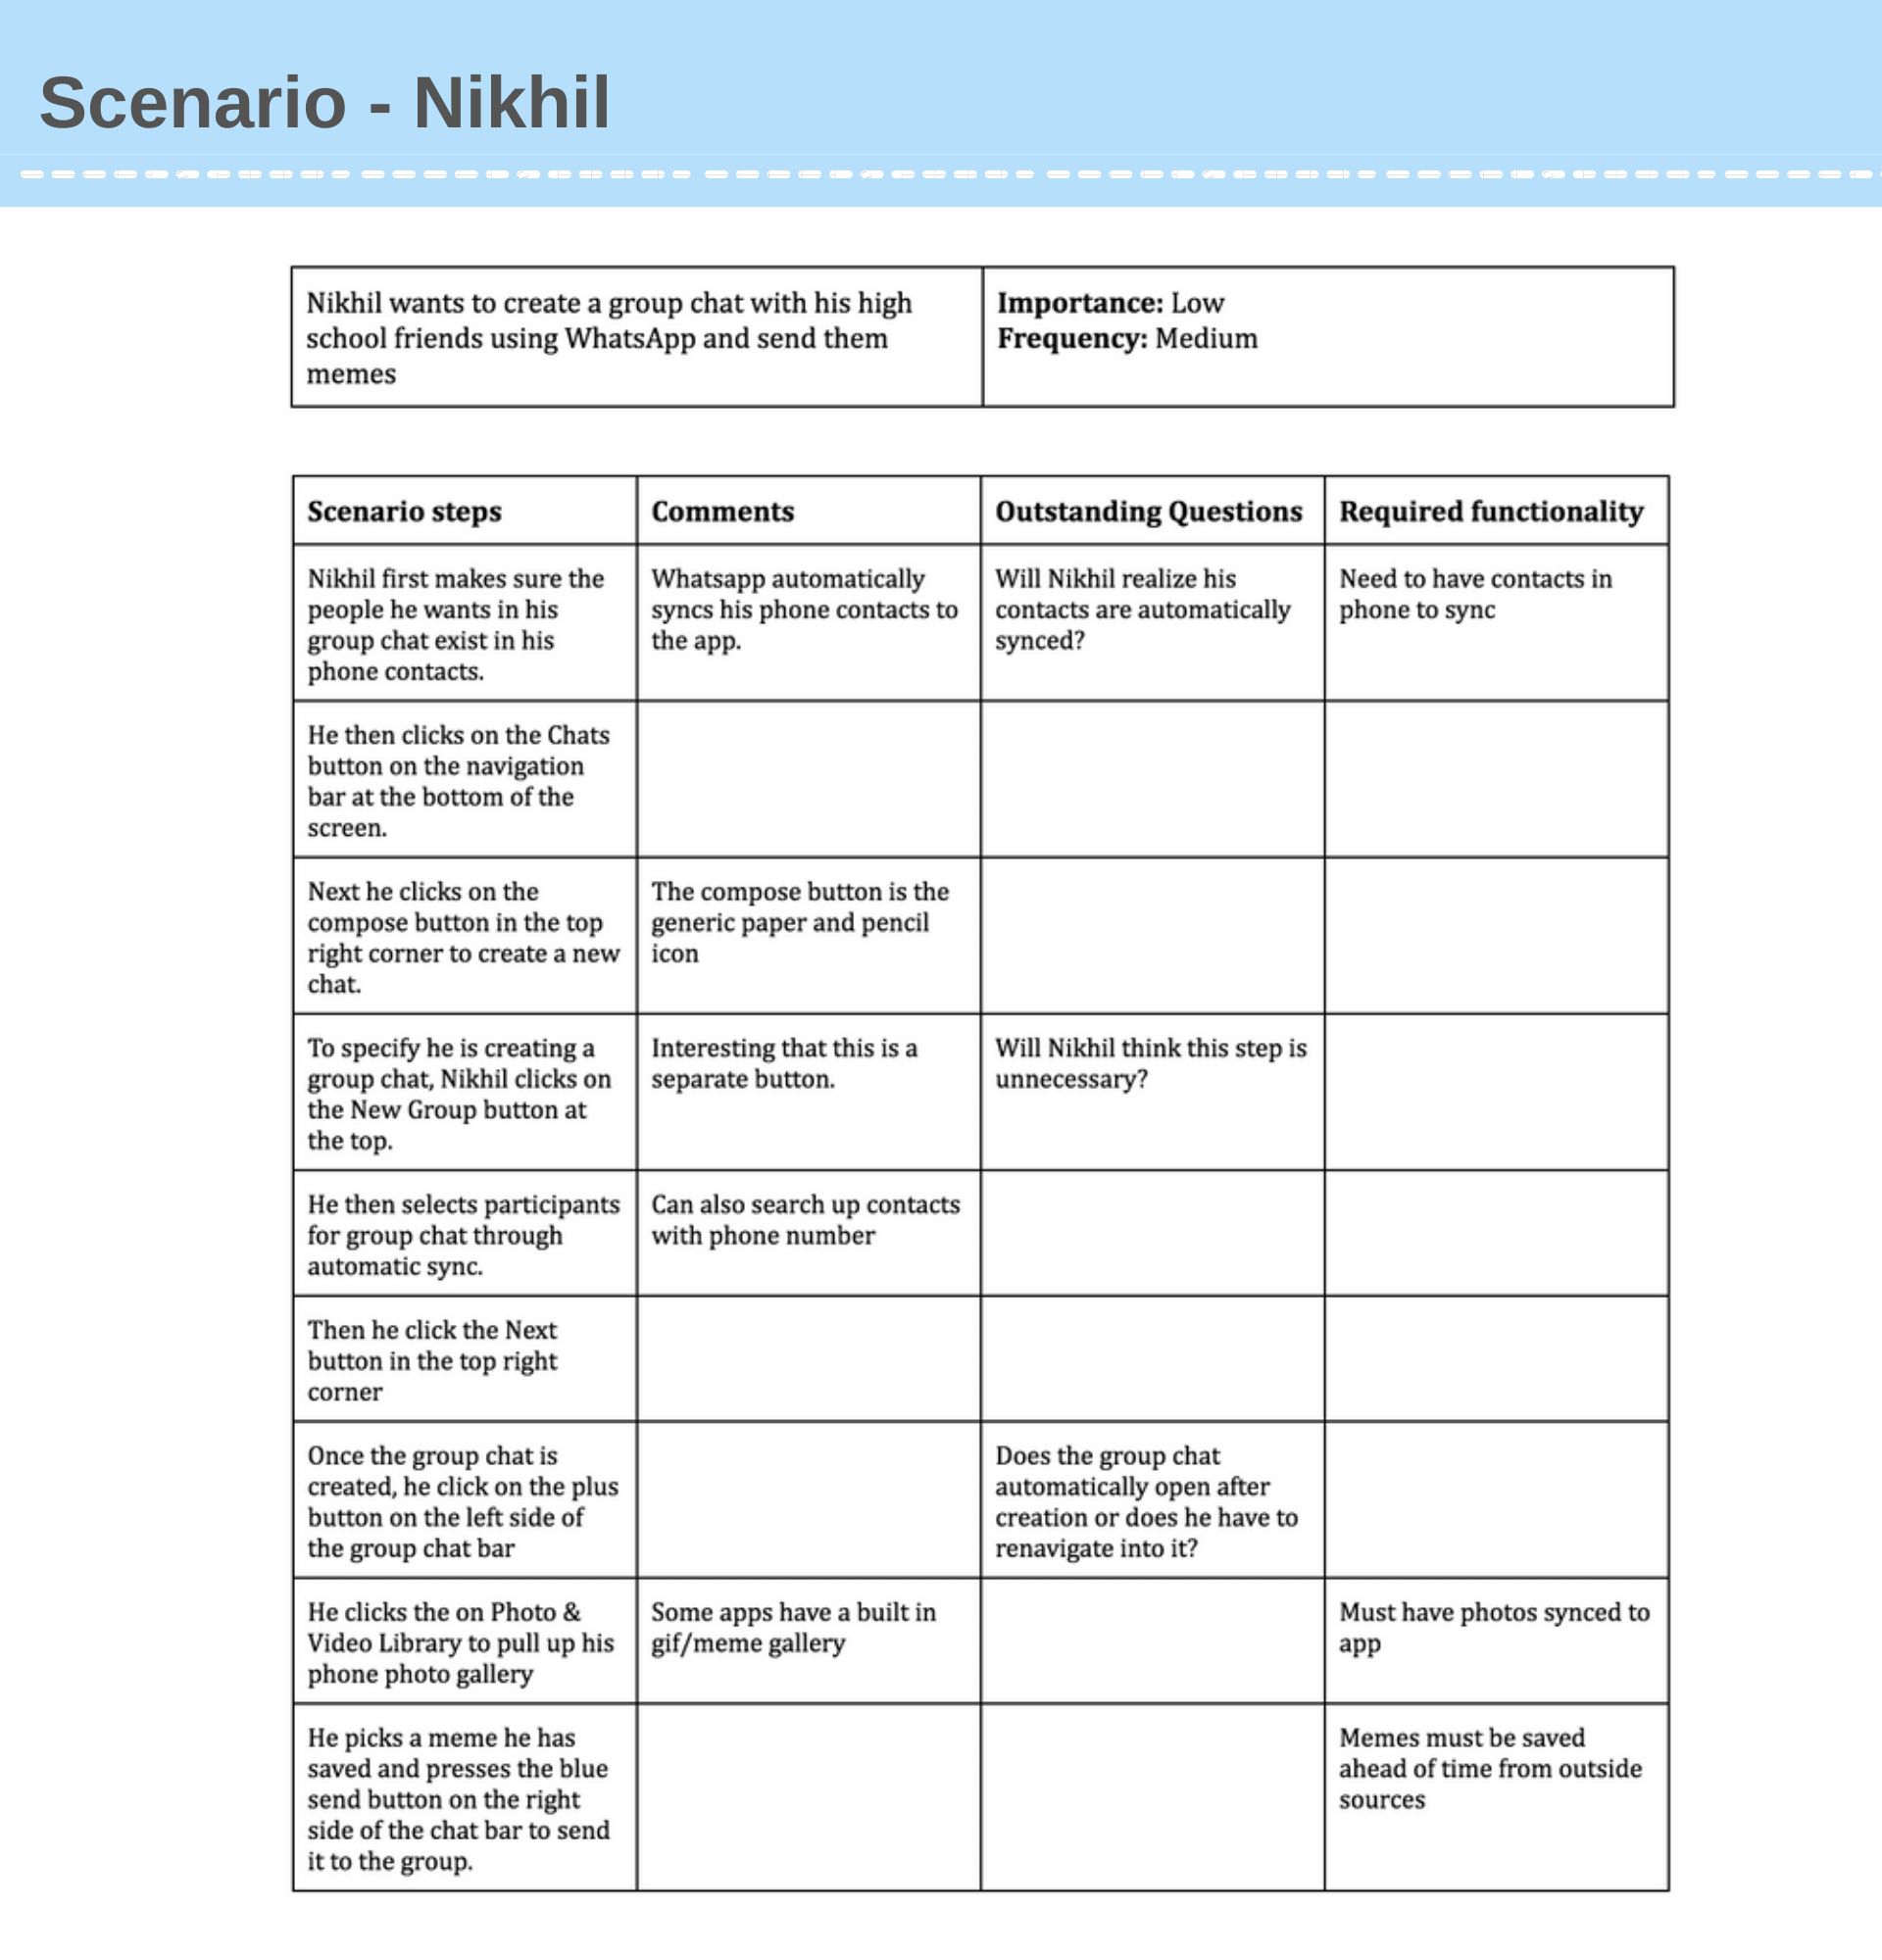 Scenario - Nikhil
Nikhil wants to create a group chat with his high
school friends using WhatsApp and send them
memes
Importance: Low
Frequency: Medium
Scenario steps
Comments
Outstanding Questions
Required functionality
Nikhil first makes sure the
people he wants in his
group chat exist in his
phone contacts.
Whatsapp automatically
syncs his phone contacts to
the app.
Will Nikhil realize his
contacts are automatically
synced?
Need to have contacts in
phone to sync
He then clicks on the Chats
button on the navigation
bar at the bottom of the
screen.
Next he clicks on the
compose button in the top
right corner to create a new
chat.
The compose button is the
generic paper and pencil
icon
To specify he is creating a
group chat, Nikhil clicks on
the New Group button at
the top.
Interesting that this is a
separate button.
Will Nikhil think this step is
unnecessary?
He then selects participants
for group chat through
automatic sync.
Can also search up contacts
with phone number
Then he click the Next
button in the top right
corner
Once the group chat is
created, he click on the plus
button on the left side of
the group chat bar
Does the group chat
automatically open after
creation or does he have to
renavigate into it?
He clicks the on Photo &
Video Library to pull up his
phone photo gallery
Some apps have a built in
gif/meme gallery
Must have photos synced to
app
He picks a meme he has
saved and presses the blue
send button on the right
side of the chat bar to send
it to the group.
Memes must be saved
ahead of time from outside
sources